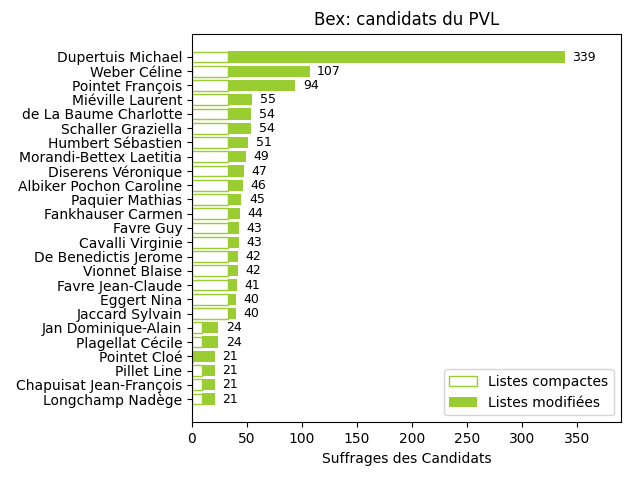 Bex: candidats du PVL
Dupertuis Michael 339
Weber Céline 107
Pointet François 94
Miéville Laurent 55
de La Baume Charlotte 54
Schaller Graziella 54
Humbert Sébastien 51
Morandi-Bettex Laetitia 49
Diserens Véronique 47
Albiker Pochon Caroline 46
Paquier Mathias 45
Fankhauser Carmen 44
Favre Guy 43
Cavalli Virginie 43
De Benedictis Jerome 42
Vionnet Blaise 42
Favre Jean-Claude 41
Eggert Nina 40
Jaccard Sylvain 40
Jan Dominique-Alain 24
Plagellat Cécile 24
Pointet Cloé 21
Pillet Line 21
Chapuisat Jean-François 21
Longchamp Nadège 21
Listes compactes
Listes modifiées
0 50 100 150 200 250 300 350
Suffrages des Candidats